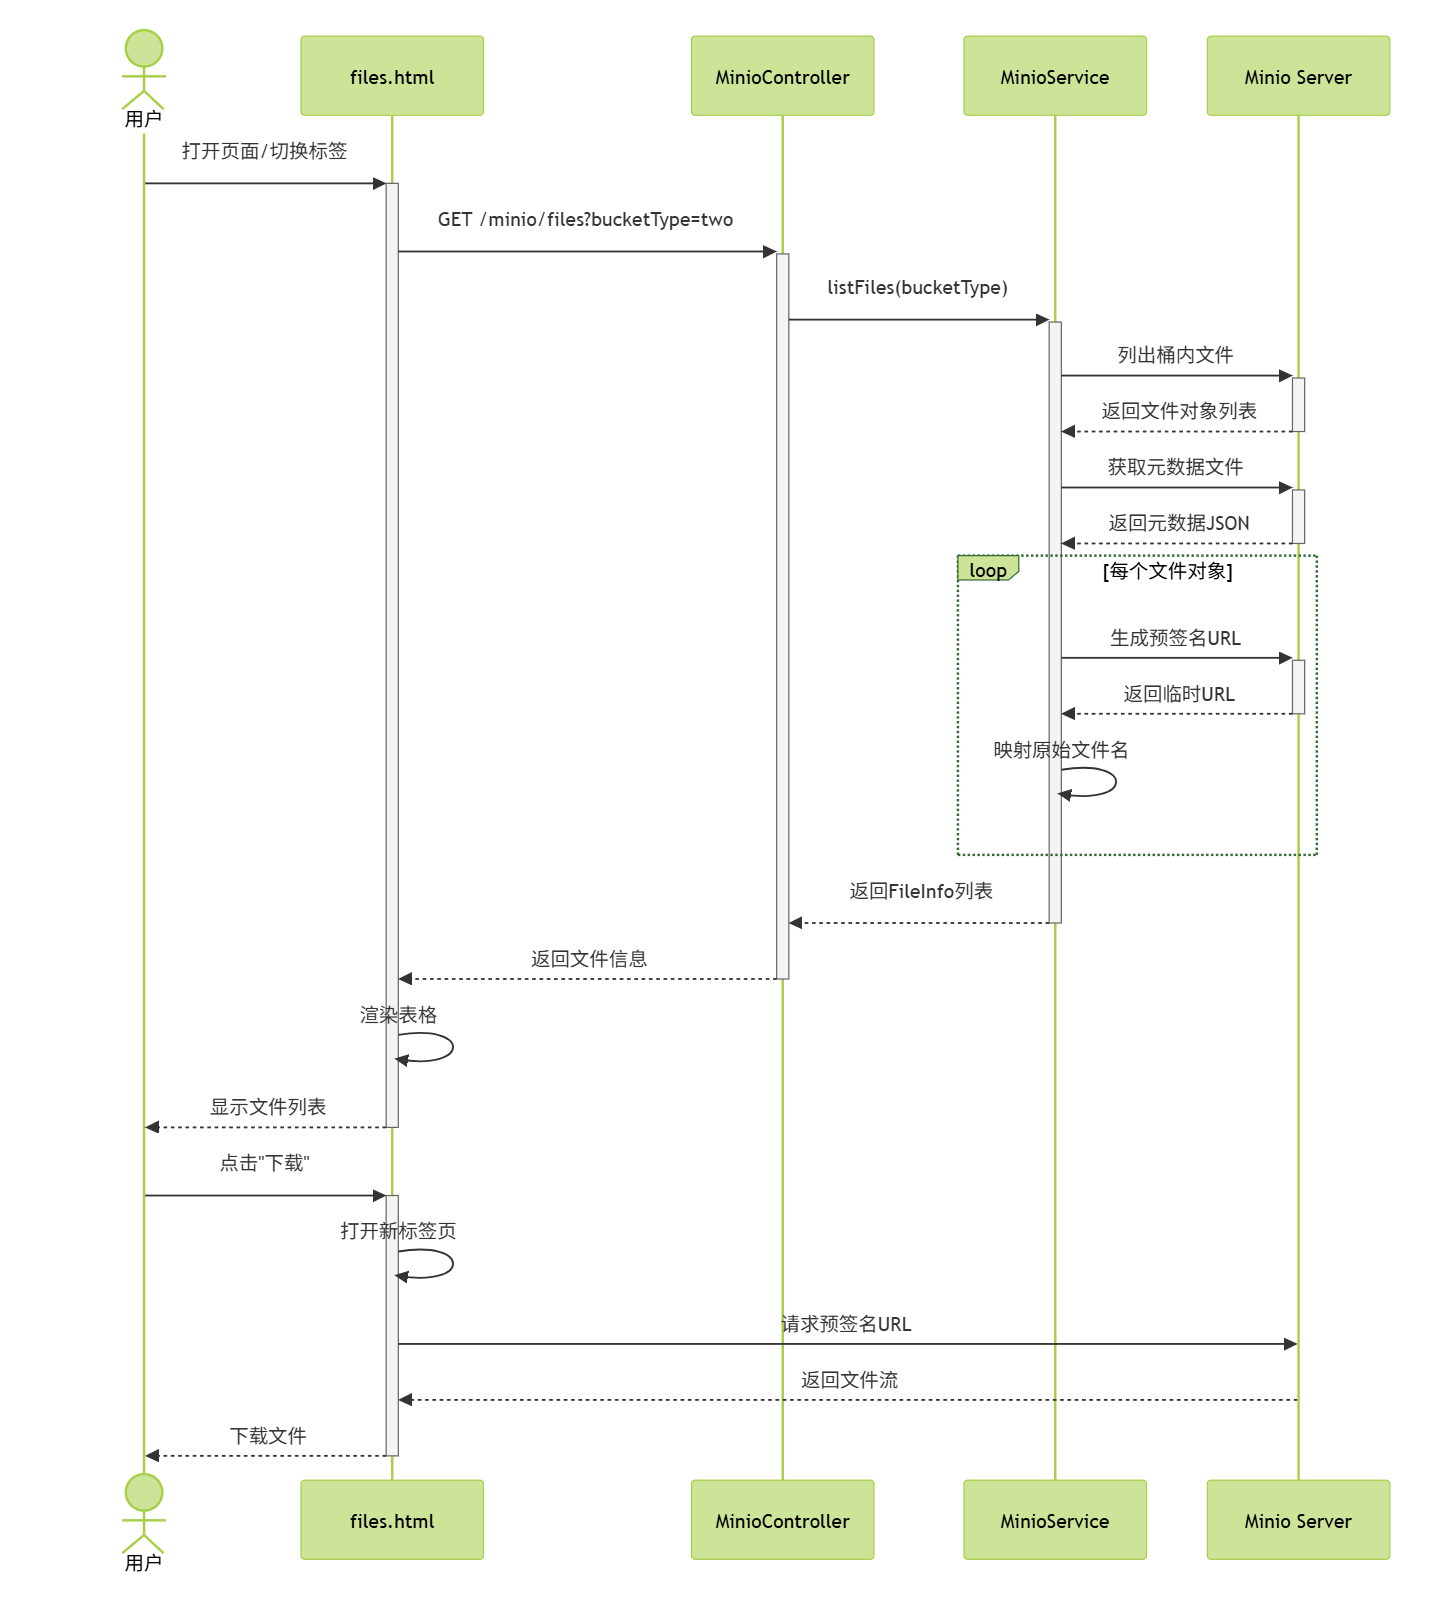 用户
files.html
MinioController
MinioService
Minio Server
打开页面/切换标签
GET /minio/files?bucketType=two
listFiles(bucketType)
列出桶内文件
返回文件对象列表
获取元数据文件
返回元数据JSON
loop
[每个文件对象]
生成预签名URL
返回临时URL
映射原始文件名
返回FileInfo列表
返回文件信息
渲染表格
显示文件列表
点击"下载"
打开新标签页
请求预签名URL
返回文件流
下载文件
用户
files.html
MinioController
MinioService
Minio Server